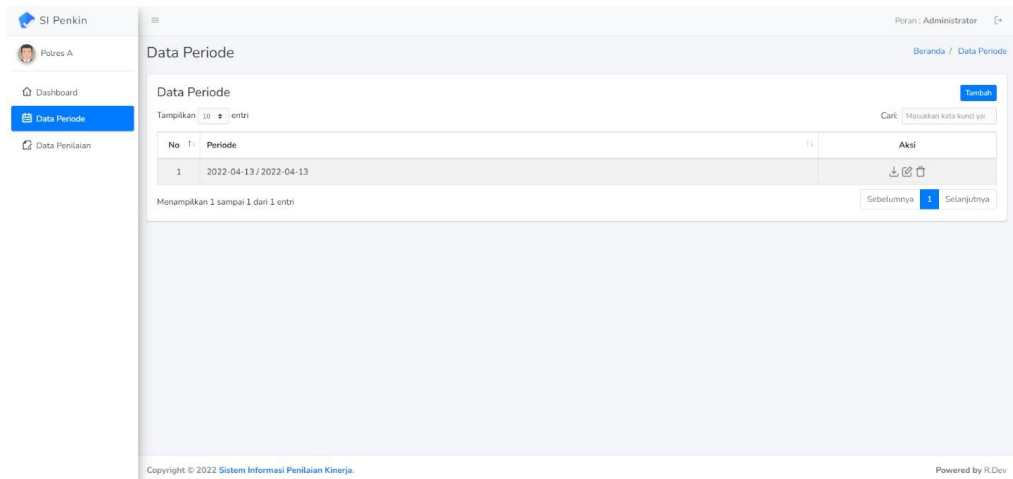 SI Penkin
Peran : Administrator
Polres A
Data Periode
Beranda / Data Periode
Dashboard
Data Periode
Data Penilaian
Data Periode
Tambah
Tampilkan 10 entri
Cari: Masukkan kata kunci ya
No Periode Aksi
1 2022-04-13 / 2022-04-13
Menampilkan 1 sampai 1 dari 1 entri
Sebelumnya 1 Selanjutnya
Copyright © 2022 Sistem Informasi Penilaian Kinerja.
Powered by R.Dev